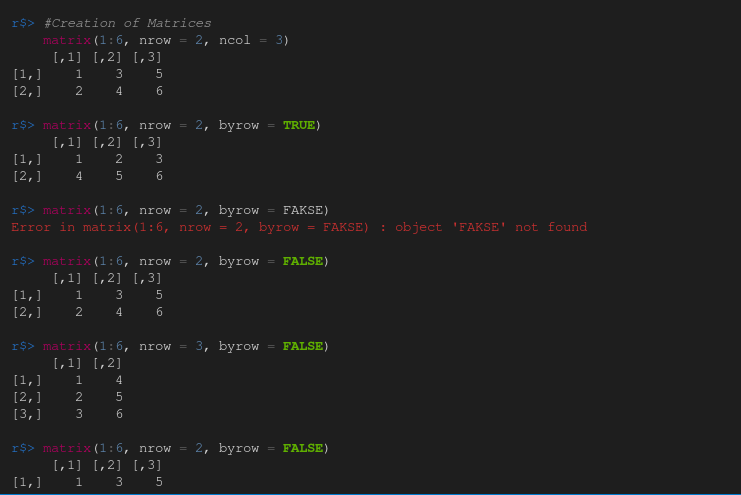 r$> #Creation of Matrices
    matrix(1:6, nrow = 2, ncol = 3)
     [,1] [,2] [,3]
[1,]    1    3    5
[2,]    2    4    6
r$> matrix(1:6, nrow = 2, byrow = TRUE)
     [,1] [,2] [,3]
[1,]    1    2    3
[2,]    4    5    6
r$> matrix(1:6, nrow = 2, byrow = FAKSE)
Error in matrix(1:6, nrow = 2, byrow = FAKSE) : object 'FAKSE' not found
r$> matrix(1:6, nrow = 2, byrow = FALSE)
     [,1] [,2] [,3]
[1,]    1    3    5
[2,]    2    4    6
r$> matrix(1:6, nrow = 3, byrow = FALSE)
     [,1] [,2]
[1,]    1    4
[2,]    2    5
[3,]    3    6
r$> matrix(1:6, nrow = 2, byrow = FALSE)
     [,1] [,2] [,3]
[1,]    1    3    5